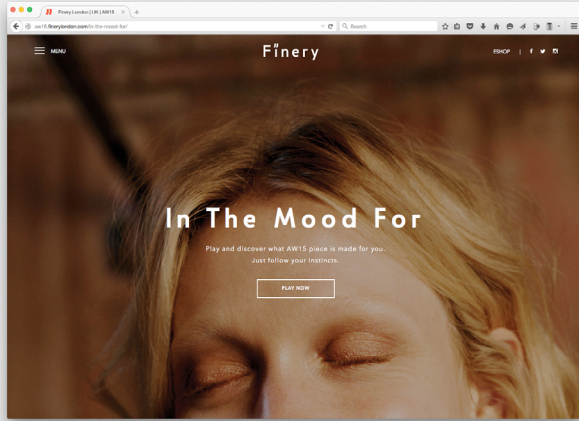 Finery London | UK | AW15
aw15.finerylondon.com/in-the-mood-for/
Search
MENU
Finery
ESHOP
In The Mood For
Play and discover what AW15 piece is made for you.
Just follow your instincts.
PLAY NOW